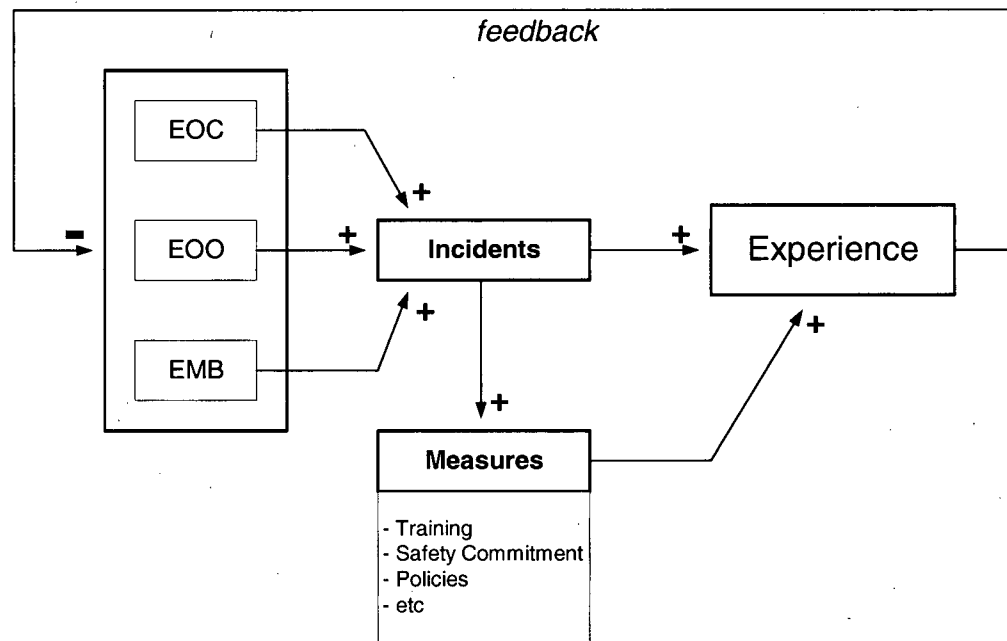 feedback
EOC
+
-
EOO
+
Incidents
+
Experience
+
+
EMB
+
Measures
- Training
- Safety Commitment
- Policies
- etc